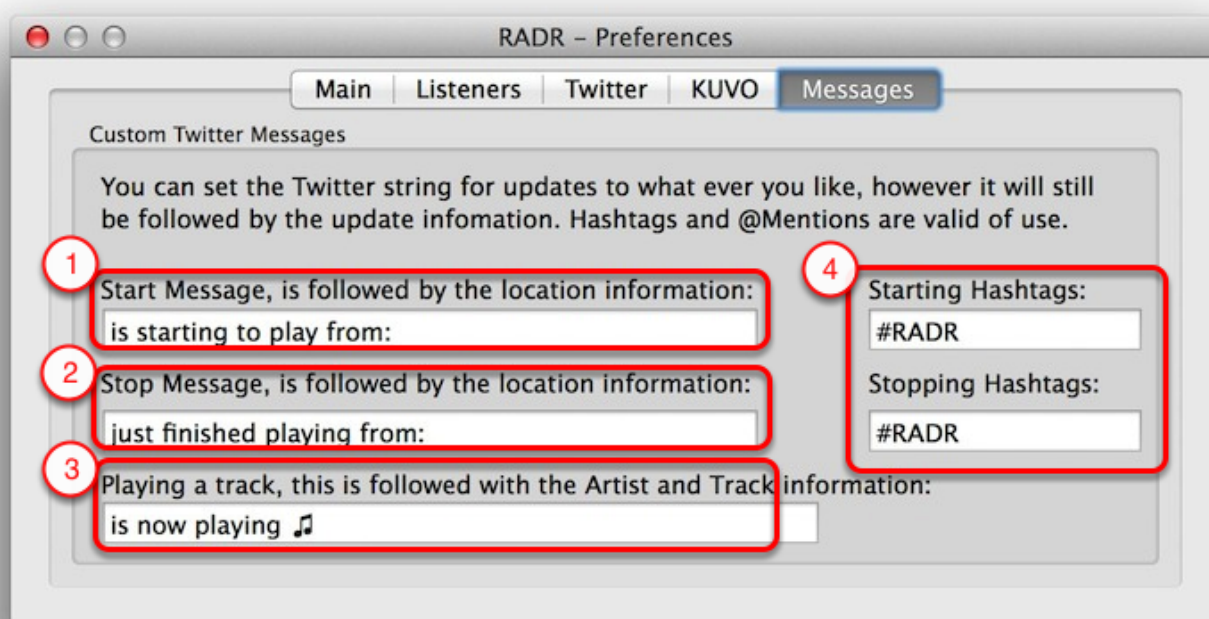 RADR – Preferences
Main Listeners Twitter KUVO Messages
Custom Twitter Messages
You can set the Twitter string for updates to what ever you like, however it will still
be followed by the update infomation. Hashtags and @Mentions are valid of use.
1
Start Message, is followed by the location information:
is starting to play from:
2
Stop Message, is followed by the location information:
just finished playing from:
3
Playing a track, this is followed with the Artist and Track information:
is now playing ♫
4
Starting Hashtags:
#RADR
Stopping Hashtags:
#RADR